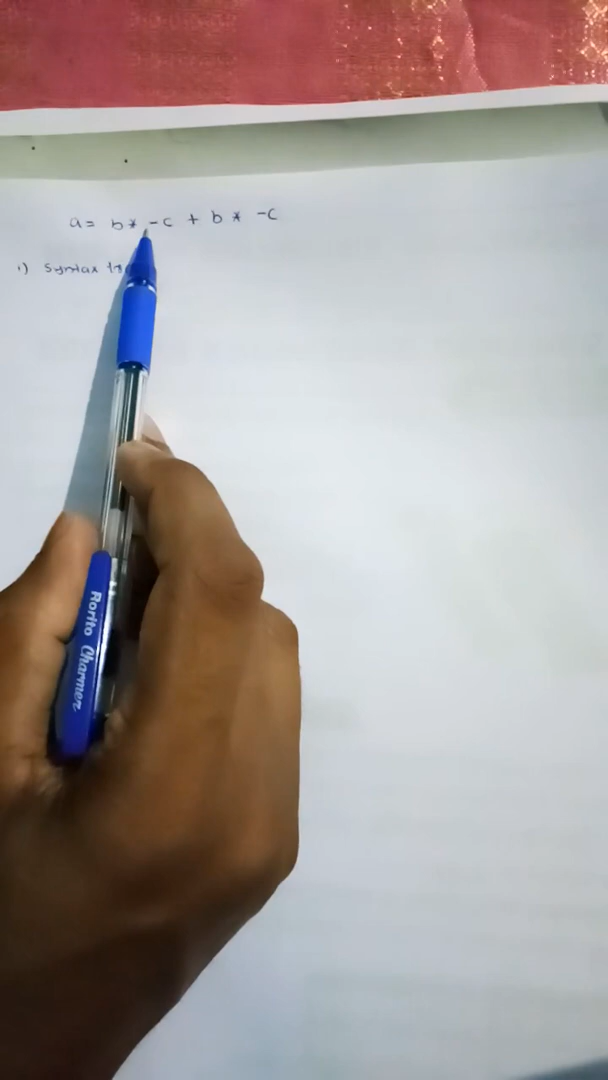 a = b * -c + b * -c
1) Syntax
Rorito Charmer